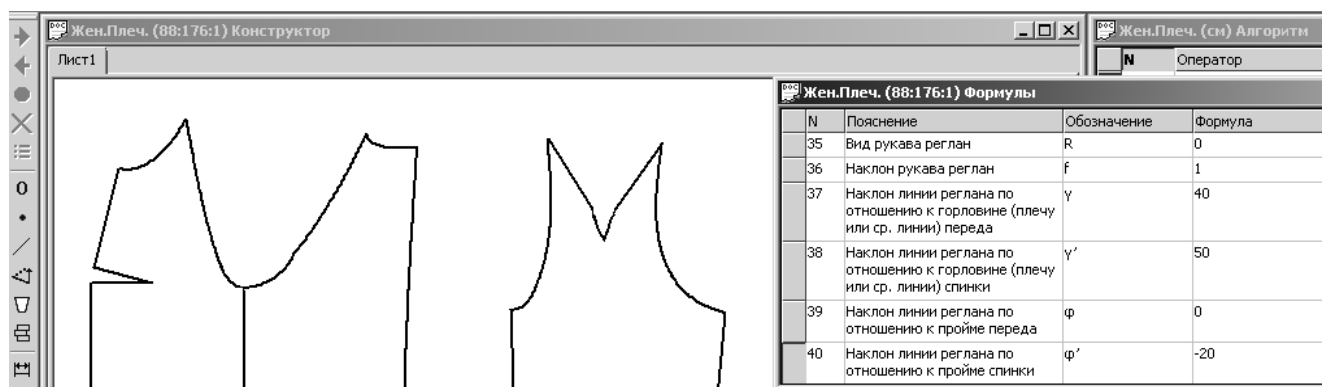 Жен.Плеч. (88:176:1) Конструктор
Жен.Плеч. (см) Алгоритм
Лист1
N Оператор
Жен.Плеч. (88:176:1) Формулы
N Пояснение Обозначение Формула
35 Вид рукава реглан R 0
36 Наклон рукава реглан f 1
37 Наклон линии реглана по γ 40
отношению к горловине (плечу
или ср. линии) переда
38 Наклон линии реглана по γ′ 50
отношению к горловине (плечу
или ср. линии) спинки
39 Наклон линии реглана по φ 0
отношению к пройме переда
40 Наклон линии реглана по φ′ -20
отношению к пройме спинки
0